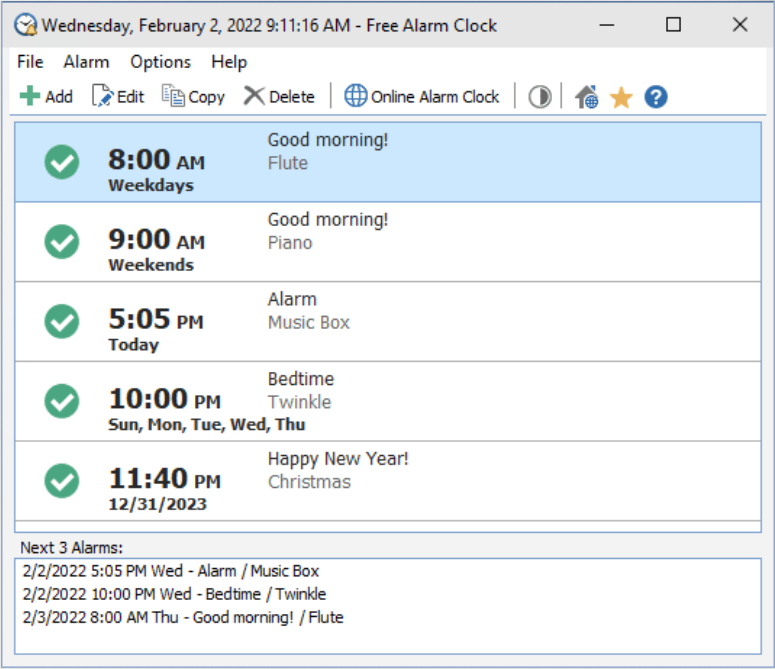 Wednesday, February 2, 2022 9:11:16 AM - Free Alarm Clock
File Alarm Options Help
Add Edit Copy Delete Online Alarm Clock ?
8:00 AM
Weekdays
Good morning!
Flute
9:00 AM
Weekends
Good morning!
Piano
5:05 PM
Today
Alarm
Music Box
10:00 PM
Sun, Mon, Tue, Wed, Thu
Bedtime
Twinkle
11:40 PM
12/31/2023
Happy New Year!
Christmas
Next 3 Alarms:
2/2/2022 5:05 PM Wed - Alarm / Music Box
2/2/2022 10:00 PM Wed - Bedtime / Twinkle
2/3/2022 8:00 AM Thu - Good morning! / Flute